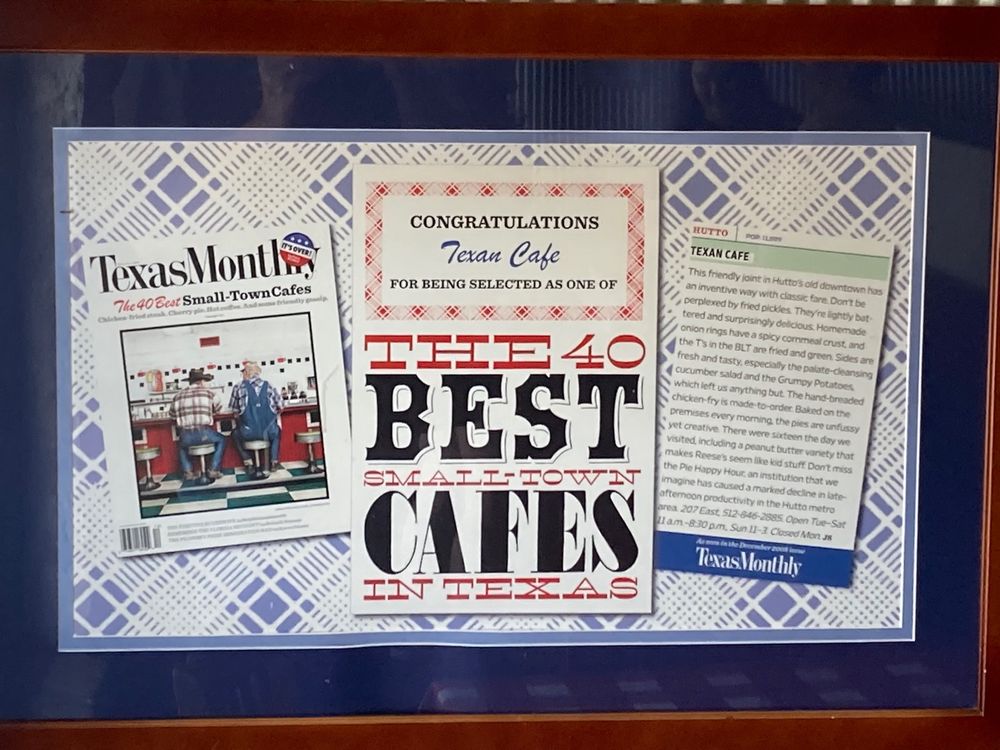 TexasMonthly
IT'S OVER!
The 40 Best Small-Town Cafes
Chicken-fried steak. Cherry pie. Hot coffee. And some friendly gossip.
CONGRATULATIONS
Texan Cafe
FOR BEING SELECTED AS ONE OF
THE 40
BEST
SMALL-TOWN
CAFES
IN TEXAS
HUTTO
POP.
TEXAN CAFE
This friendly joint in Hutto's old downtown has
an inventive way with classic fare. Don't be
perplexed by fried pickles. They're lightly bat-
tered and surprisingly delicious. Homemade
onion rings have a spicy cornmeal crust, and
the T's in the BLT are fried and green. Sides are
fresh and tasty, especially the palate-cleansing
cucumber salad and the Grumpy Potatoes,
which left us anything but. The hand-breaded
chicken-fry is made-to-order. Baked on the
premises every morning, the pies are unfussy
yet creative. There were sixteen the day we
visited, including a peanut butter variety that
makes Reese's seem like kid stuff. Don't miss
the Pie Happy Hour, an institution that we
imagine has caused a marked decline in late-
afternoon productivity in the Hutto metro
area. 207 East, 512-846-2885. Open Tue–Sat
11 a.m.–8:30 p.m., Sun 11–3. Closed Mon. JS
As seen in the December 2008 issue
TexasMonthly